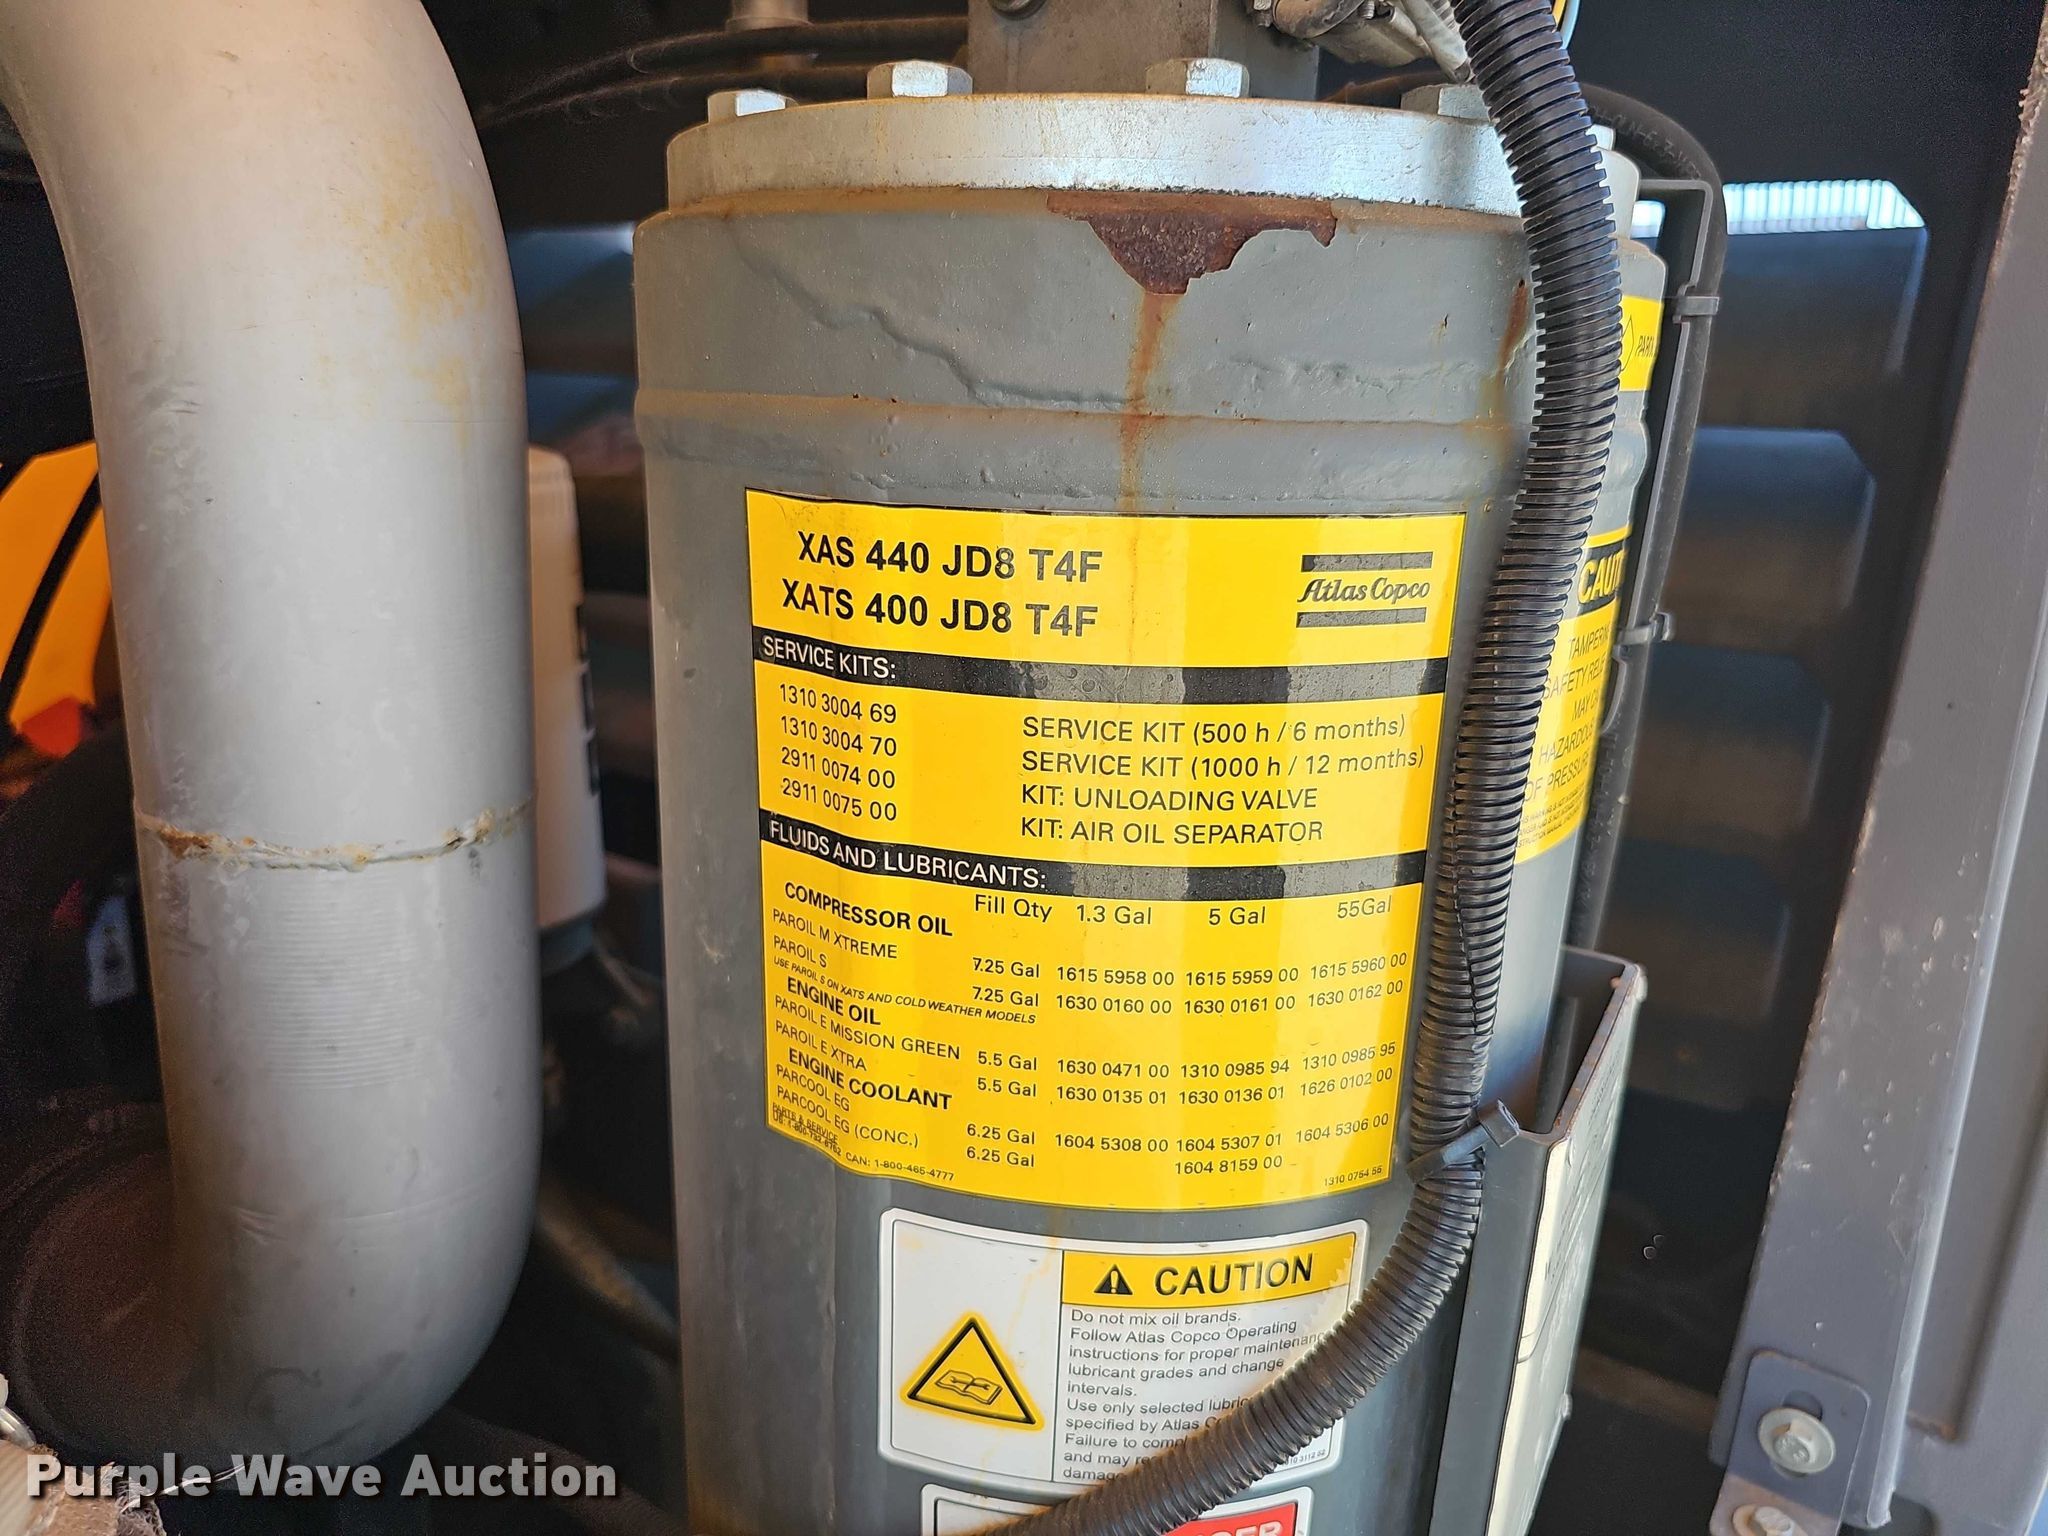 XAS 440 JD8 T4F
XATS 400 JD8 T4F
Atlas Copco
SERVICE KITS:
1310 3004 69 SERVICE KIT (500 h / 6 months)
1310 3004 70 SERVICE KIT (1000 h / 12 months)
2911 0074 00 KIT: UNLOADING VALVE
2911 0075 00 KIT: AIR OIL SEPARATOR
FLUIDS AND LUBRICANTS:
COMPRESSOR OIL Fill Qty 1.3 Gal 5 Gal 55Gal
PAROIL M XTREME 7.25 Gal 1615 5958 00 1615 5959 00 1615 5960 00
PAROIL S 7.25 Gal 1630 0160 00 1630 0161 00 1630 0162 00
USE PAROIL S ON XATS AND COLD WEATHER MODELS
ENGINE OIL
PAROIL E MISSION GREEN 5.5 Gal 1630 0471 00 1310 0985 94 1310 0985 95
PAROIL E XTRA 5.5 Gal 1630 0135 01 1630 0136 01 1626 0102 00
ENGINE COOLANT
PARCOOL EG 6.25 Gal 1604 5308 00 1604 5307 01 1604 5306 00
PARCOOL EG (CONC.) 6.25 Gal 1604 8159 00
PARTS & SERVICE
CAN: 1-800-465-4777
1310 0754 55
CAUTION
Do not mix oil brands.
Follow Atlas Copco Operating
instructions for proper maintenanc
lubricant grades and change
intervals.
Use only selected lubric
specified by Atlas C
Failure to comp
and may re
damag
CAUT
TAMPERIN
SAFETY REL
MAY C
HAZARDOUS
OF PRESSUR
Purple Wave Auction